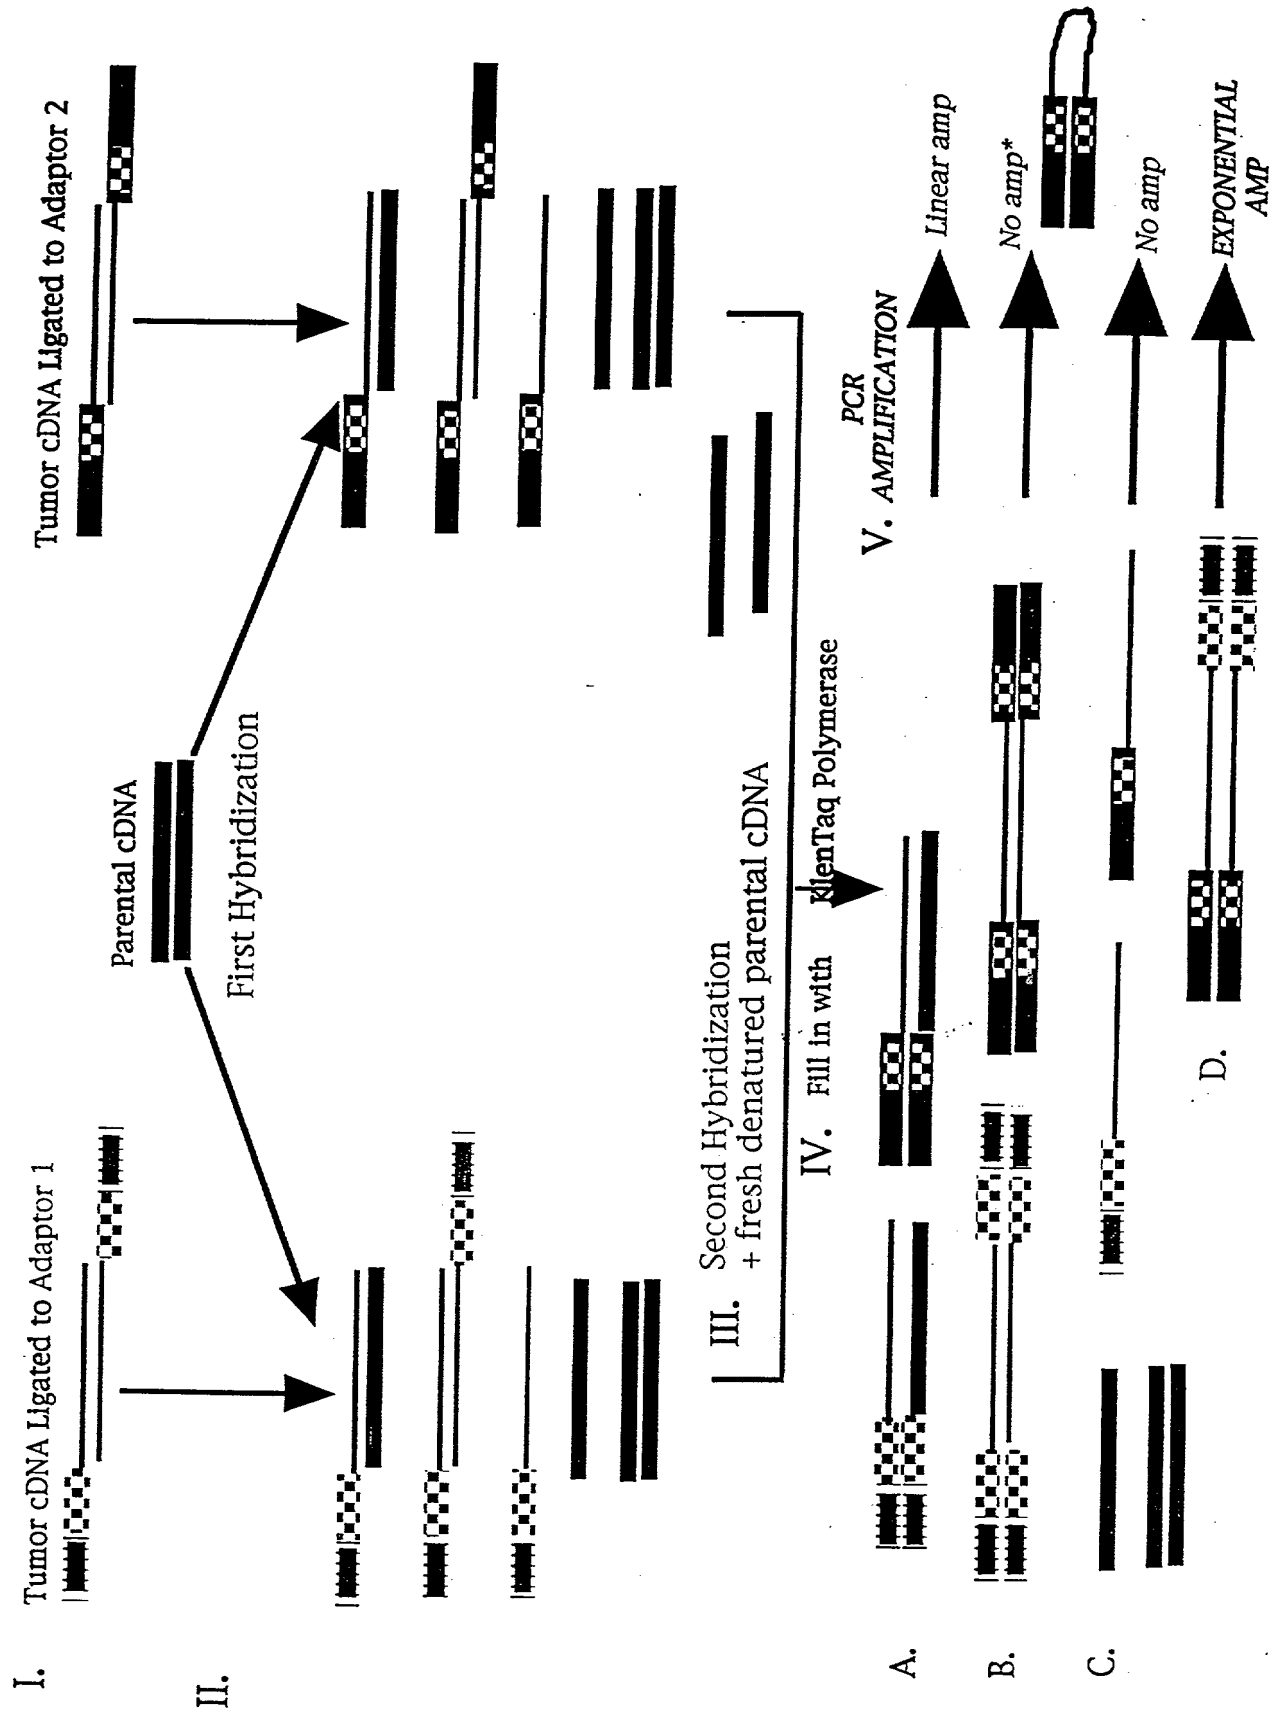 I.
Tumor cDNA Ligated to Adaptor 1
Parental cDNA
Tumor cDNA Ligated to Adaptor 2
II.
First Hybridization
III. Second Hybridization
+ fresh denatured parental cDNA
IV. Fill in with KlenTaq Polymerase
PCR
V. AMPLIFICATION
A.
Linear amp
B.
No amp*
C.
No amp
D.
EXPONENTIAL
AMP